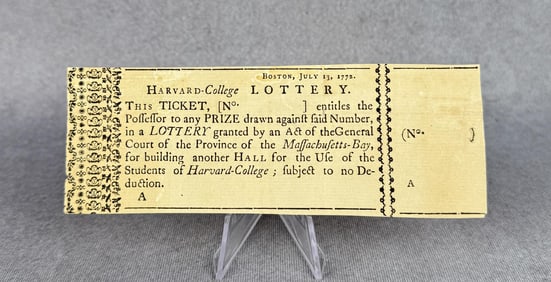 BOSTON, JULY 13, 1772.
HARVARD-College LOTTERY.
THIS TICKET, [No. ] entitles the
Poſſeſſor to any PRIZE drawn againſt ſaid Number,
in a LOTTERY granted by an Act of theGeneral
Court of the Province of the Maſſachuſetts-Bay,
for building another HALL for the Uſe of the
Students of Harvard-College ; ſubject to no De-
duction.
A
(No. )
A